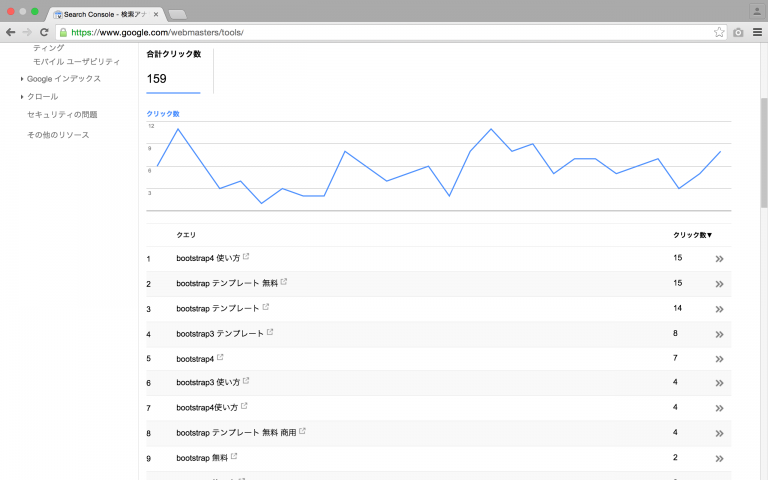 Search Console - 検索アナ
https://www.google.com/webmasters/tools/
ティング
モバイル ユーザビリティ
Google インデックス
クロール
セキュリティの問題
その他のリソース
合計クリック数
159
クリック数
12
9
6
3
クエリ クリック数▼
1 bootstrap4 使い方 15
2 bootstrap テンプレート 無料 15
3 bootstrap テンプレート 14
4 bootstrap3 テンプレート 8
5 bootstrap4 7
6 bootstrap3 使い方 4
7 bootstrap4使い方 4
8 bootstrap テンプレート 無料 商用 4
9 bootstrap 無料 2